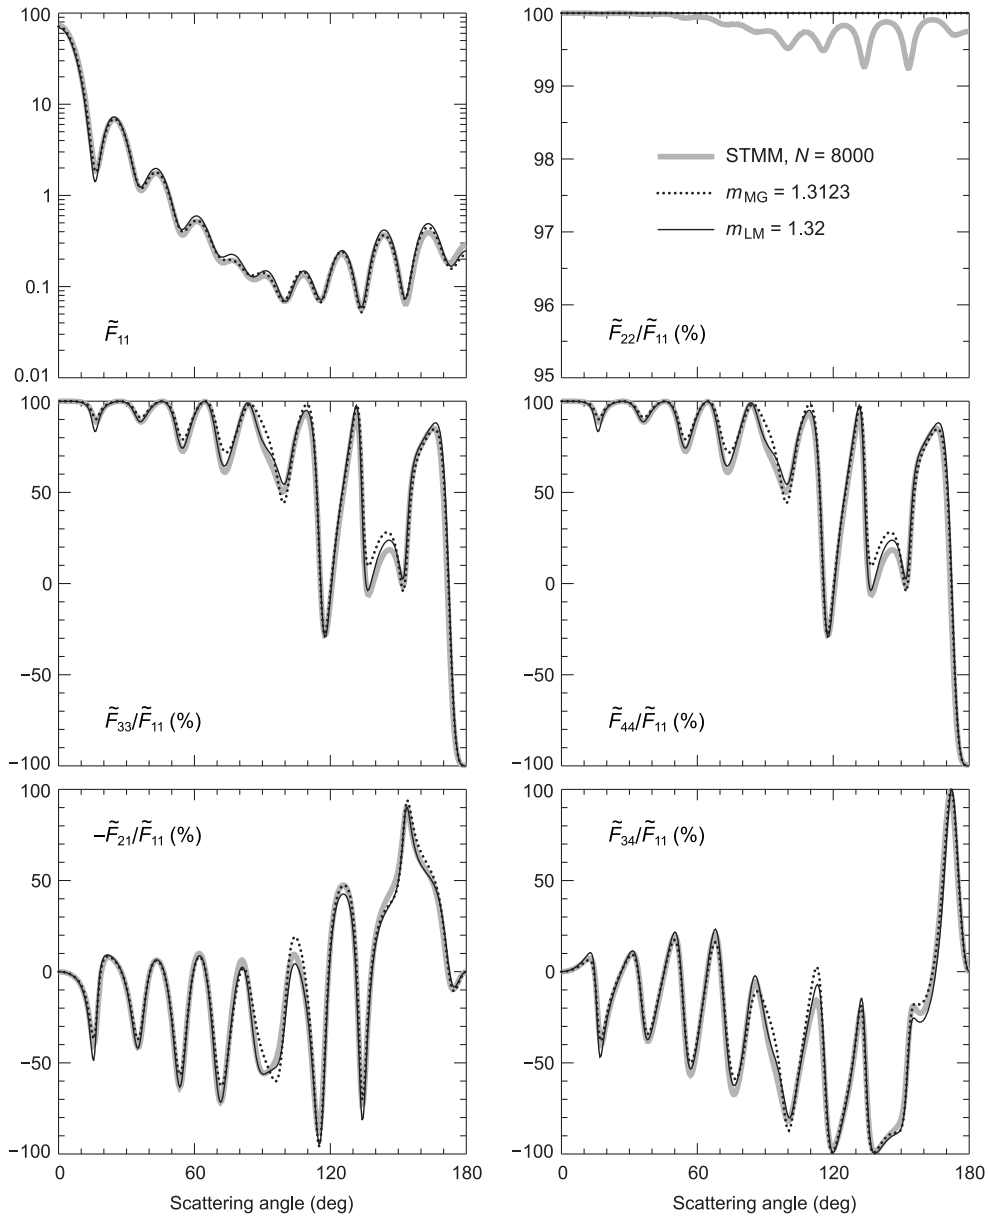 100
10
1
0.1
0.01
F̃₁₁
100
99
98
97
96
95
STMM, N = 8000
m_MG = 1.3123
m_LM = 1.32
F̃₂₂/F̃₁₁ (%)
100
50
0
−50
−100
F̃₃₃/F̃₁₁ (%)
100
50
0
−50
−100
F̃₄₄/F̃₁₁ (%)
100
50
0
−50
−100
−F̃₂₁/F̃₁₁ (%)
0 60 120 180
Scattering angle (deg)
100
50
0
−50
−100
F̃₃₄/F̃₁₁ (%)
0 60 120 180
Scattering angle (deg)